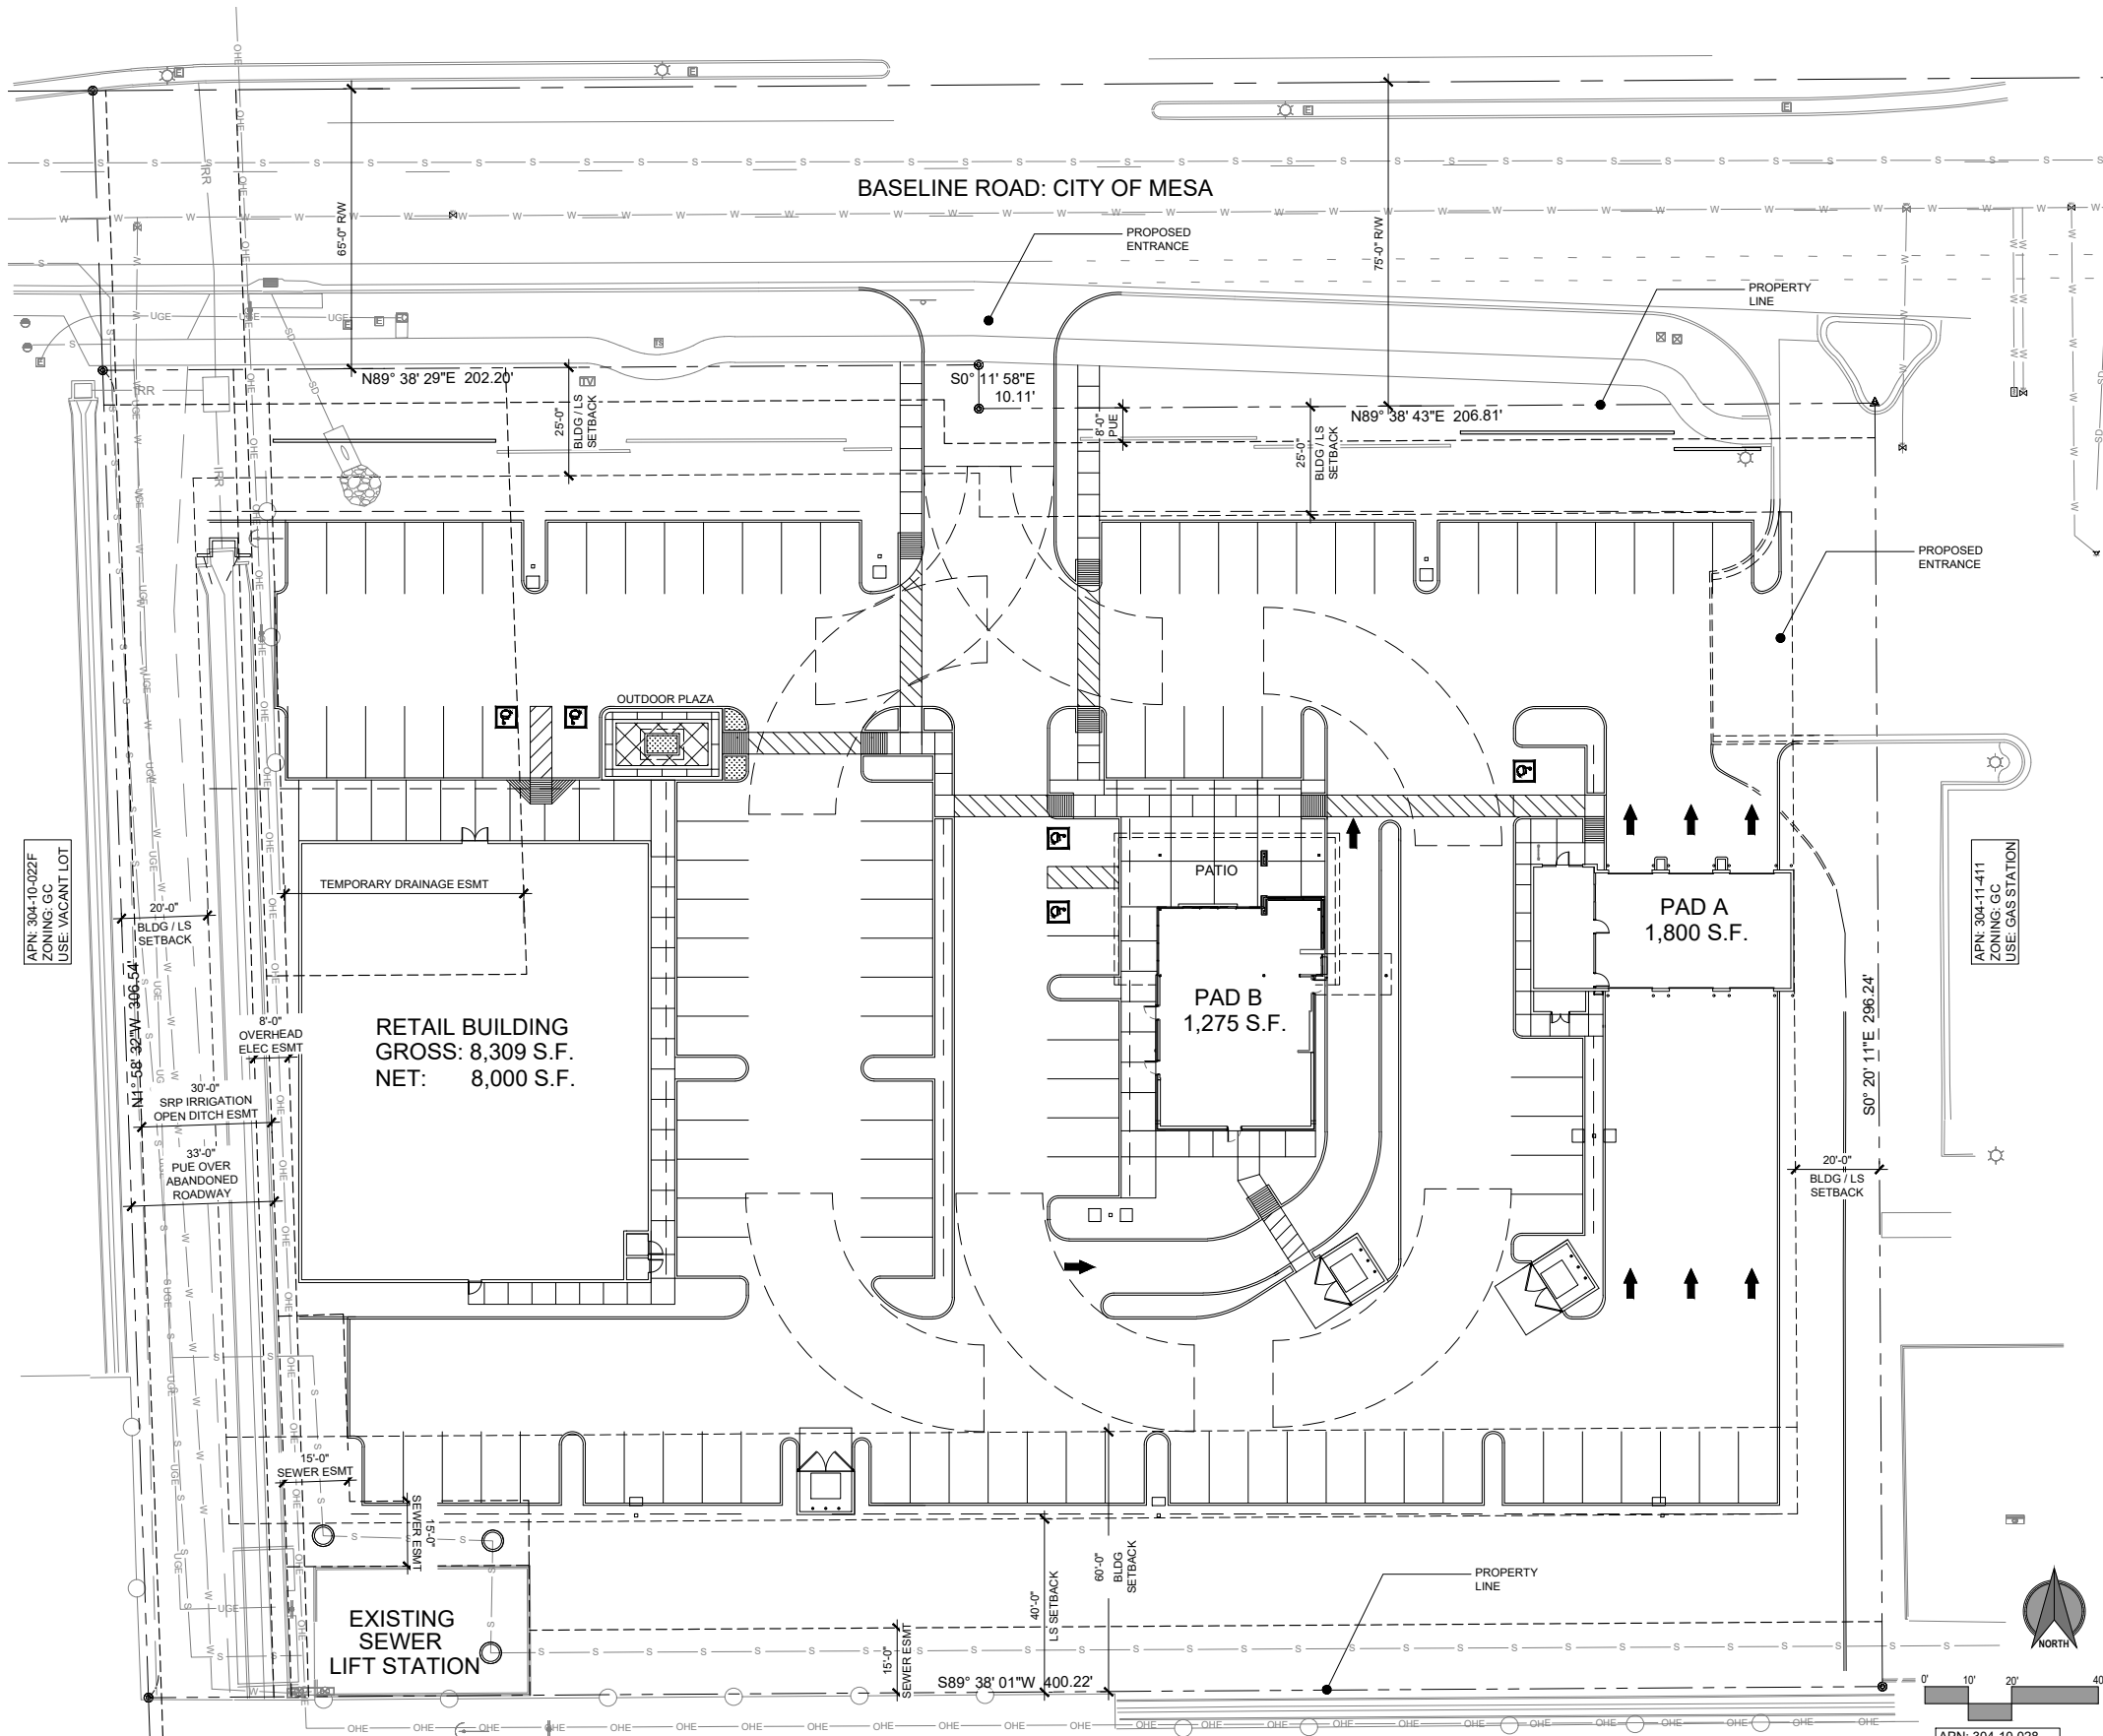 BASELINE ROAD: CITY OF MESA
65'-0" R/W
75'-0" R/W
PROPOSED
ENTRANCE
PROPERTY
LINE
N89° 38' 29"E 202.20'
S0° 11' 58"E
10.11'
N89° 38' 43"E 206.81'
25'-0"
BLDG / LS
SETBACK
8'-0"
PUE
25'-0"
BLDG / LS
SETBACK
PROPOSED
ENTRANCE
OUTDOOR PLAZA
TEMPORARY DRAINAGE ESMT
PATIO
PAD A
1,800 S.F.
PAD B
1,275 S.F.
RETAIL BUILDING
GROSS: 8,309 S.F.
NET: 8,000 S.F.
APN: 304-10-022F
ZONING: GC
USE: VACANT LOT
APN: 304-11-411
ZONING: GC
USE: GAS STATION
20'-0"
BLDG / LS
SETBACK
N1° 58' 32"W 306.54'
8'-0"
OVERHEAD
ELEC ESMT
30'-0"
SRP IRRIGATION
OPEN DITCH ESMT
33'-0"
PUE OVER
ABANDONED
ROADWAY
S0° 20' 11"E 296.24'
20'-0"
BLDG / LS
SETBACK
15'-0"
SEWER ESMT
15'-0"
SEWER ESMT
EXISTING
SEWER
LIFT STATION
15'-0"
SEWER ESMT
40'-0"
LS SETBACK
60'-0"
BLDG
SETBACK
PROPERTY
LINE
S89° 38' 01"W 400.22'
NORTH
0' 10' 20' 40
APN: 304-10-028